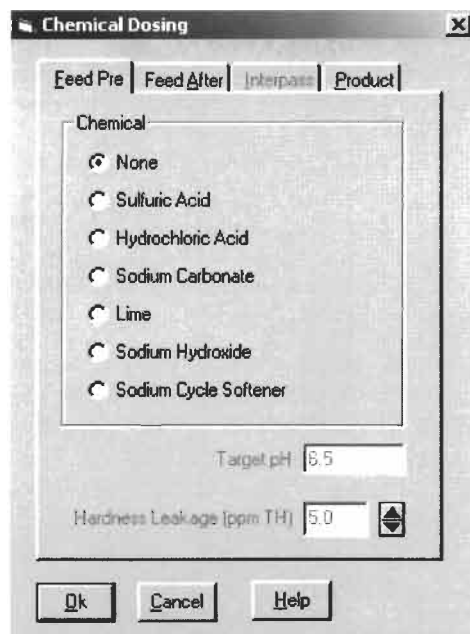 Chemical Dosing
Feed Pre Feed After Interpass Product
Chemical
None
Sulfuric Acid
Hydrochloric Acid
Sodium Carbonate
Lime
Sodium Hydroxide
Sodium Cycle Softener
Target pH 6.5
Hardness Leakage (ppm TH) 5.0
Ok Cancel Help